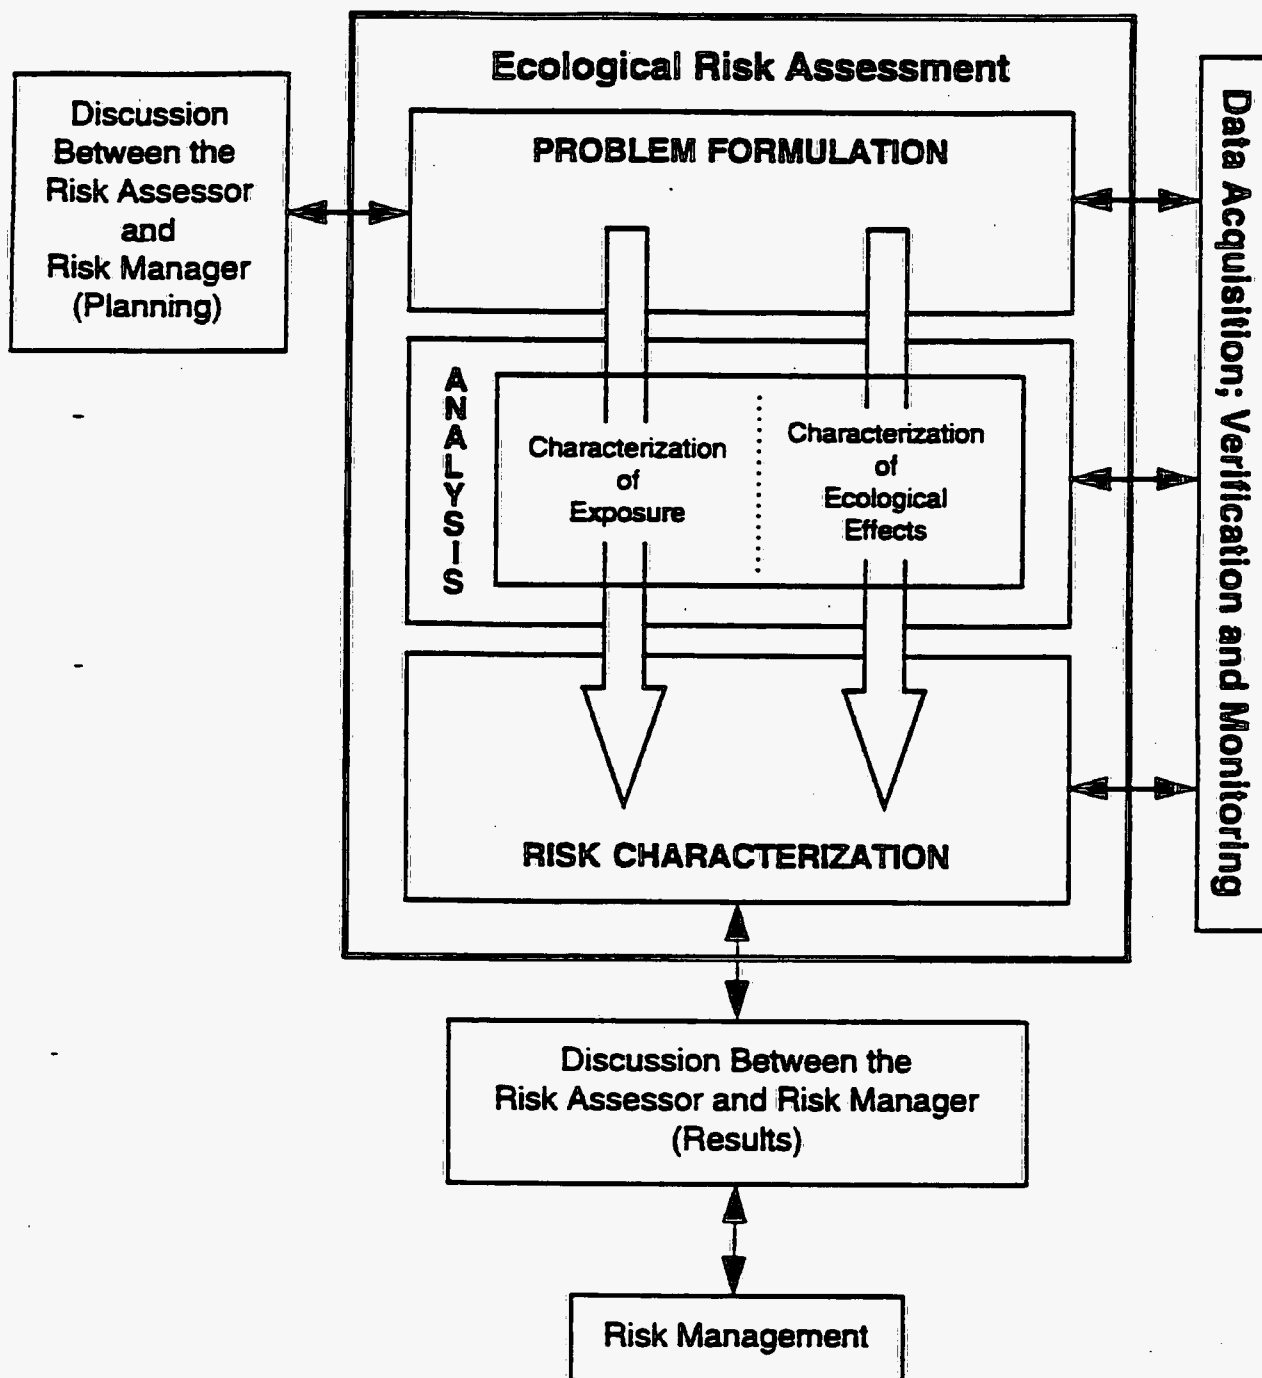 Ecological Risk Assessment
Discussion
Between the
Risk Assessor
and
Risk Manager
(Planning)
PROBLEM FORMULATION
ANALYSIS
Characterization
of
Exposure
Characterization
of
Ecological
Effects
RISK CHARACTERIZATION
Data Acquisition; Verification and Monitoring
Discussion Between the
Risk Assessor and Risk Manager
(Results)
Risk Management